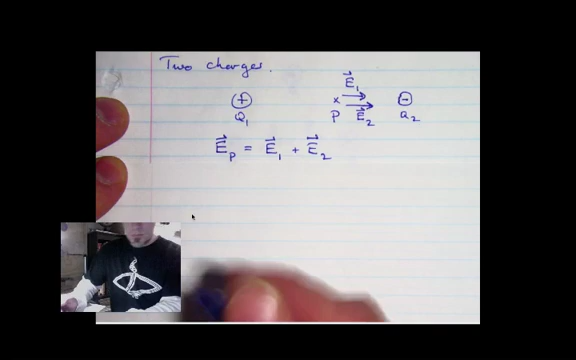 Two charges.
E⃗₁
+ x −
Q₁ P E⃗₂ Q₂
E⃗ₚ = E⃗₁ + E⃗₂